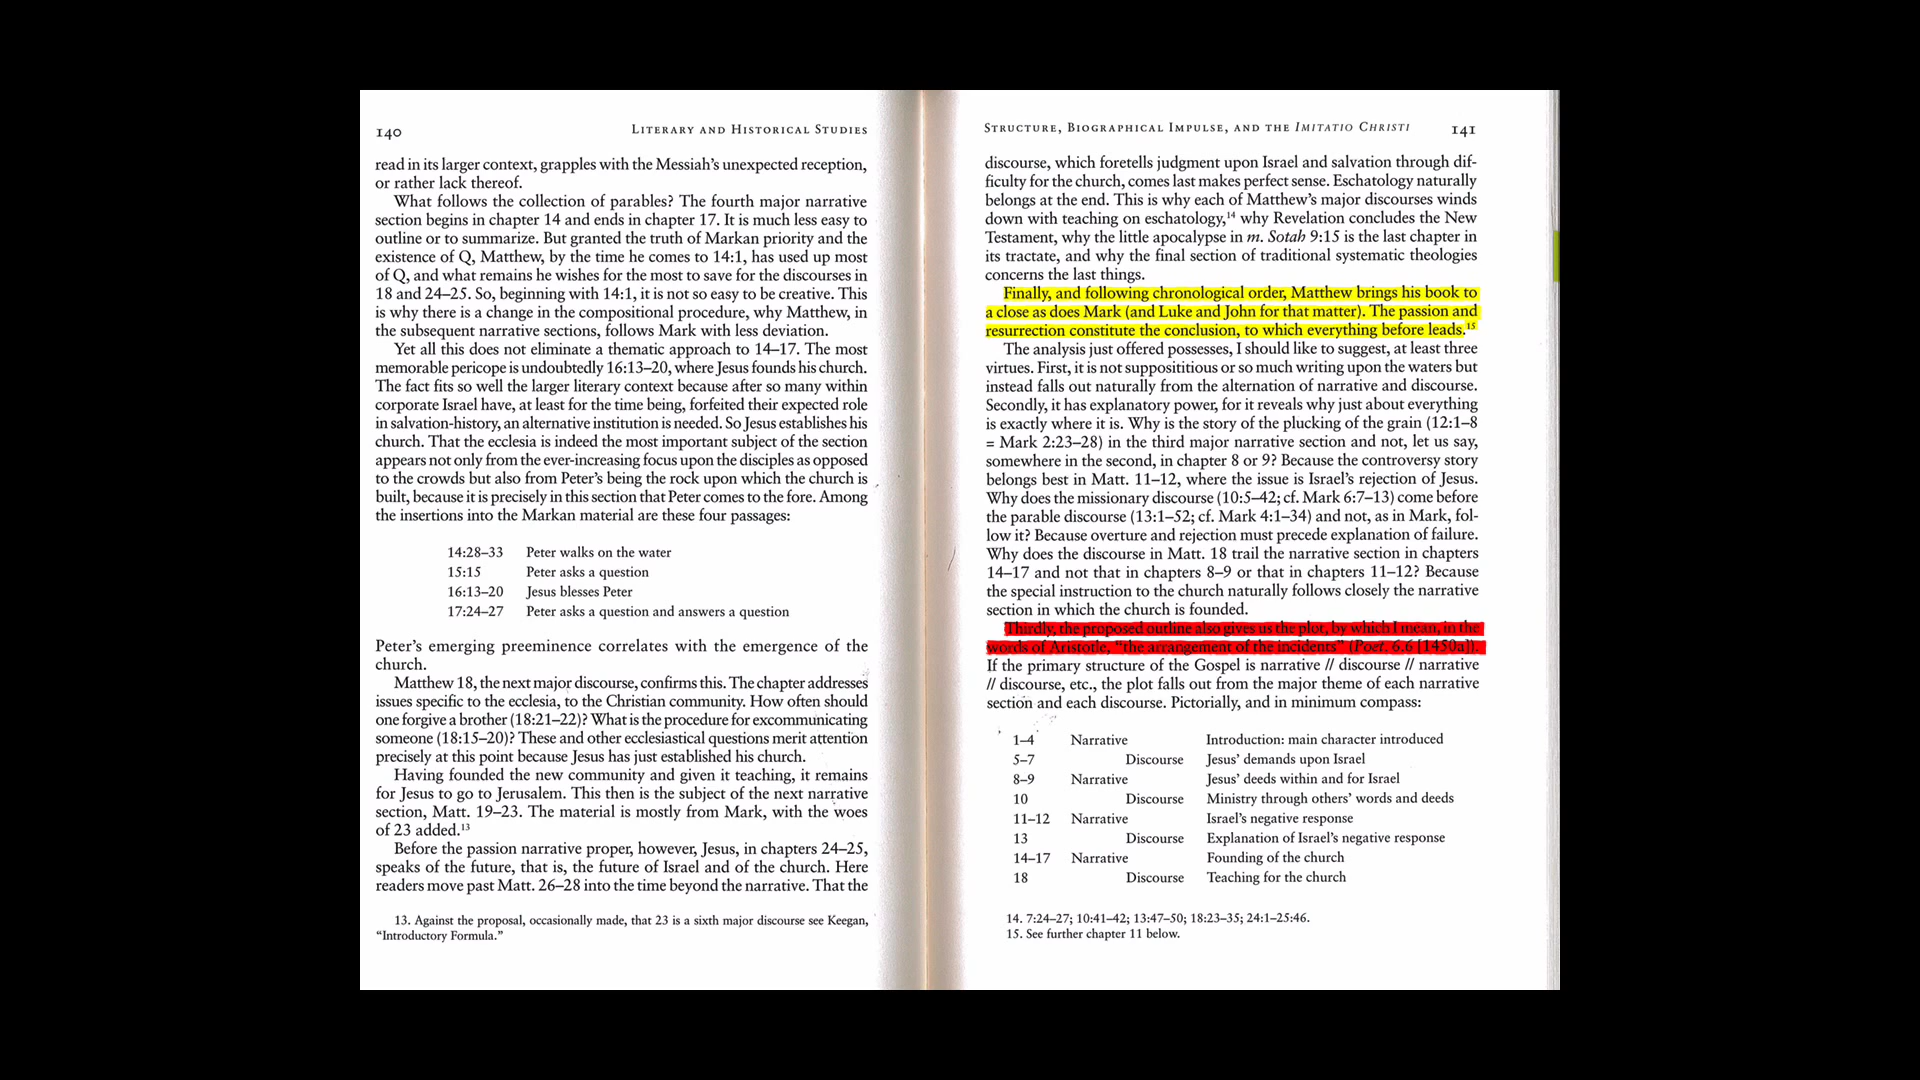 140
LITERARY AND HISTORICAL STUDIES
read in its larger context, grapples with the Messiah's unexpected reception,
or rather lack thereof.
What follows the collection of parables? The fourth major narrative
section begins in chapter 14 and ends in chapter 17. It is much less easy to
outline or to summarize. But granted the truth of Markan priority and the
existence of Q, Matthew, by the time he comes to 14:1, has used up most
of Q, and what remains he wishes for the most to save for the discourses in
18 and 24–25. So, beginning with 14:1, it is not so easy to be creative. This
is why there is a change in the compositional procedure, why Matthew, in
the subsequent narrative sections, follows Mark with less deviation.
Yet all this does not eliminate a thematic approach to 14–17. The most
memorable pericope is undoubtedly 16:13–20, where Jesus founds his church.
The fact fits so well the larger literary context because after so many within
corporate Israel have, at least for the time being, forfeited their expected role
in salvation-history, an alternative institution is needed. So Jesus establishes his
church. That the ecclesia is indeed the most important subject of the section
appears not only from the ever-increasing focus upon the disciples as opposed
to the crowds but also from Peter's being the rock upon which the church is
built, because it is precisely in this section that Peter comes to the fore. Among
the insertions into the Markan material are these four passages:
14:28–33 Peter walks on the water
15:15 Peter asks a question
16:13–20 Jesus blesses Peter
17:24–27 Peter asks a question and answers a question
Peter's emerging preeminence correlates with the emergence of the
church.
Matthew 18, the next major discourse, confirms this. The chapter addresses
issues specific to the ecclesia, to the Christian community. How often should
one forgive a brother (18:21–22)? What is the procedure for excommunicating
someone (18:15–20)? These and other ecclesiastical questions merit attention
precisely at this point because Jesus has just established his church.
Having founded the new community and given it teaching, it remains
for Jesus to go to Jerusalem. This then is the subject of the next narrative
section, Matt. 19–23. The material is mostly from Mark, with the woes
of 23 added.¹³
Before the passion narrative proper, however, Jesus, in chapters 24–25,
speaks of the future, that is, the future of Israel and of the church. Here
readers move past Matt. 26–28 into the time beyond the narrative. That the
13. Against the proposal, occasionally made, that 23 is a sixth major discourse see Keegan,
"Introductory Formula."
STRUCTURE, BIOGRAPHICAL IMPULSE, AND THE IMITATIO CHRISTI
141
discourse, which foretells judgment upon Israel and salvation through dif-
ficulty for the church, comes last makes perfect sense. Eschatology naturally
belongs at the end. This is why each of Matthew's major discourses winds
down with teaching on eschatology,¹⁴ why Revelation concludes the New
Testament, why the little apocalypse in m. Sotah 9:15 is the last chapter in
its tractate, and why the final section of traditional systematic theologies
concerns the last things.
Finally, and following chronological order, Matthew brings his book to
a close as does Mark (and Luke and John for that matter). The passion and
resurrection constitute the conclusion, to which everything before leads.¹⁵
The analysis just offered possesses, I should like to suggest, at least three
virtues. First, it is not supposititious or so much writing upon the waters but
instead falls out naturally from the alternation of narrative and discourse.
Secondly, it has explanatory power, for it reveals why just about everything
is exactly where it is. Why is the story of the plucking of the grain (12:1–8
= Mark 2:23–28) in the third major narrative section and not, let us say,
somewhere in the second, in chapter 8 or 9? Because the controversy story
belongs best in Matt. 11–12, where the issue is Israel's rejection of Jesus.
Why does the missionary discourse (10:5–42; cf. Mark 6:7–13) come before
the parable discourse (13:1–52; cf. Mark 4:1–34) and not, as in Mark, fol-
low it? Because overture and rejection must precede explanation of failure.
Why does the discourse in Matt. 18 trail the narrative section in chapters
14–17 and not that in chapters 8–9 or that in chapters 11–12? Because
the special instruction to the church naturally follows closely the narrative
section in which the church is founded.
Thirdly, the proposed outline also gives us the plot, by which I mean, in the
words of Aristotle, "the arrangement of the incidents" (Poet. 6.6 [1450a]).
If the primary structure of the Gospel is narrative // discourse // narrative
// discourse, etc., the plot falls out from the major theme of each narrative
section and each discourse. Pictorially, and in minimum compass:
1–4 Narrative Introduction: main character introduced
5–7 Discourse Jesus' demands upon Israel
8–9 Narrative Jesus' deeds within and for Israel
10 Discourse Ministry through others' words and deeds
11–12 Narrative Israel's negative response
13 Discourse Explanation of Israel's negative response
14–17 Narrative Founding of the church
18 Discourse Teaching for the church
14. 7:24–27; 10:41–42; 13:47–50; 18:23–35; 24:1–25:46.
15. See further chapter 11 below.